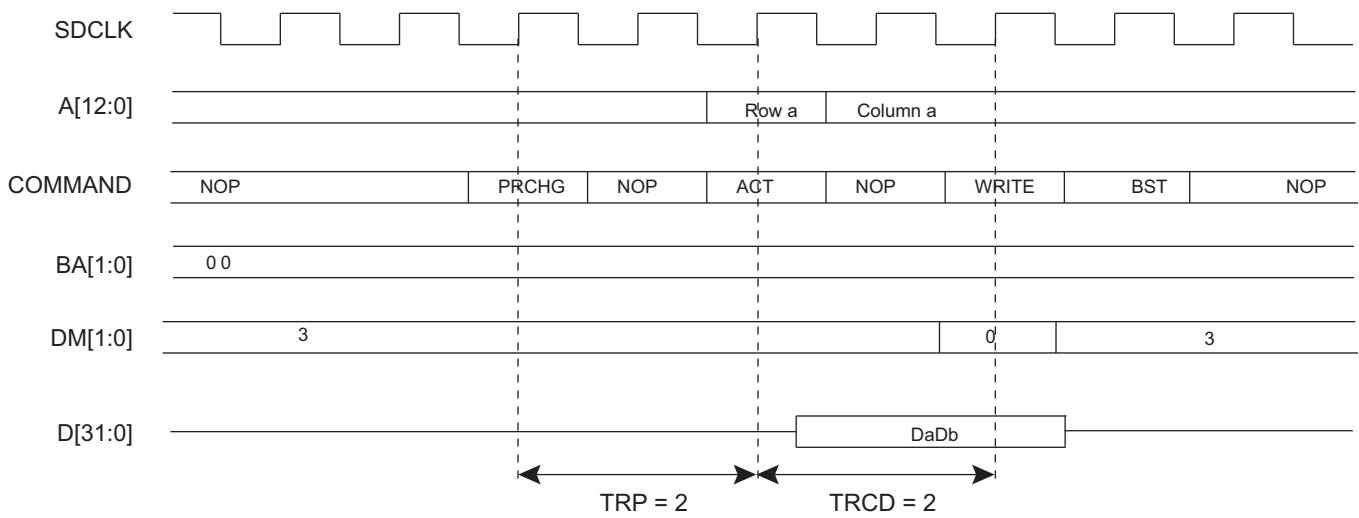 SDCLK
A[12:0] Row a Column a
COMMAND NOP PRCHG NOP ACT NOP WRITE BST NOP
BA[1:0] 0 0
DM[1:0] 3 0 3
D[31:0] DaDb
TRP = 2 TRCD = 2